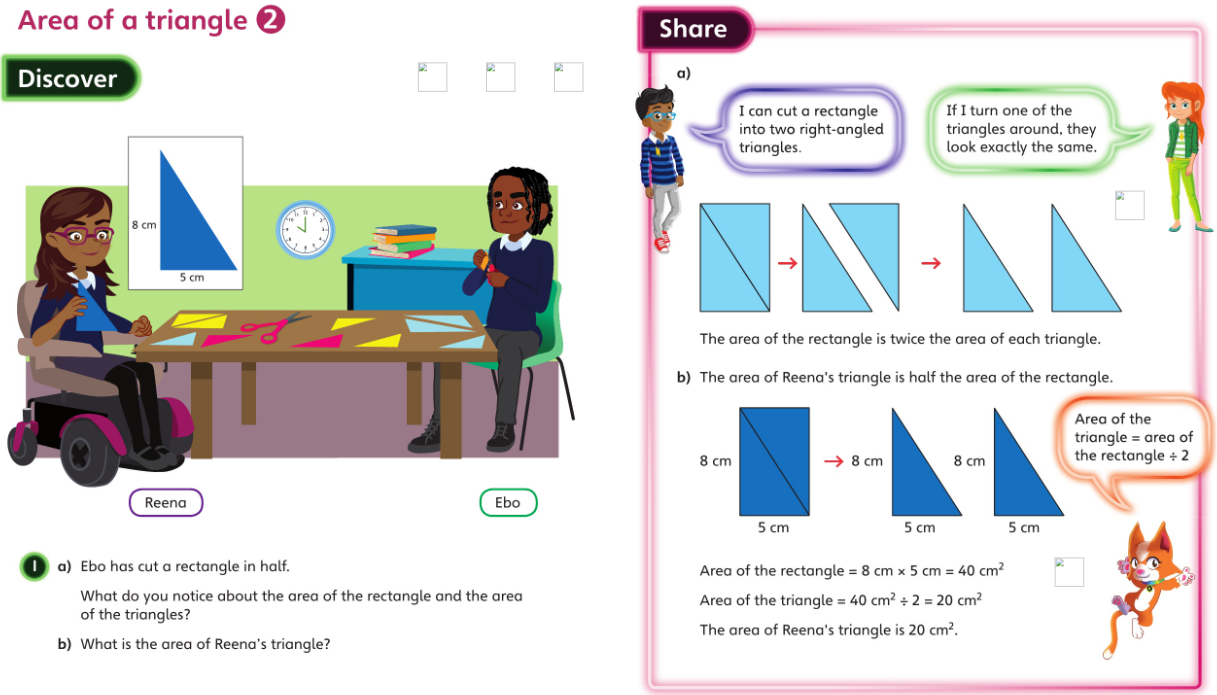 Area of a triangle 2
Discover
8 cm
5 cm
Reena
Ebo
1 a) Ebo has cut a rectangle in half.
What do you notice about the area of the rectangle and the area
of the triangles?
b) What is the area of Reena's triangle?
Share
a)
I can cut a rectangle
into two right-angled
triangles.
If I turn one of the
triangles around, they
look exactly the same.
The area of the rectangle is twice the area of each triangle.
b) The area of Reena's triangle is half the area of the rectangle.
Area of the
triangle = area of
the rectangle ÷ 2
8 cm
8 cm
8 cm
5 cm
5 cm
5 cm
Area of the rectangle = 8 cm × 5 cm = 40 cm²
Area of the triangle = 40 cm² ÷ 2 = 20 cm²
The area of Reena's triangle is 20 cm².